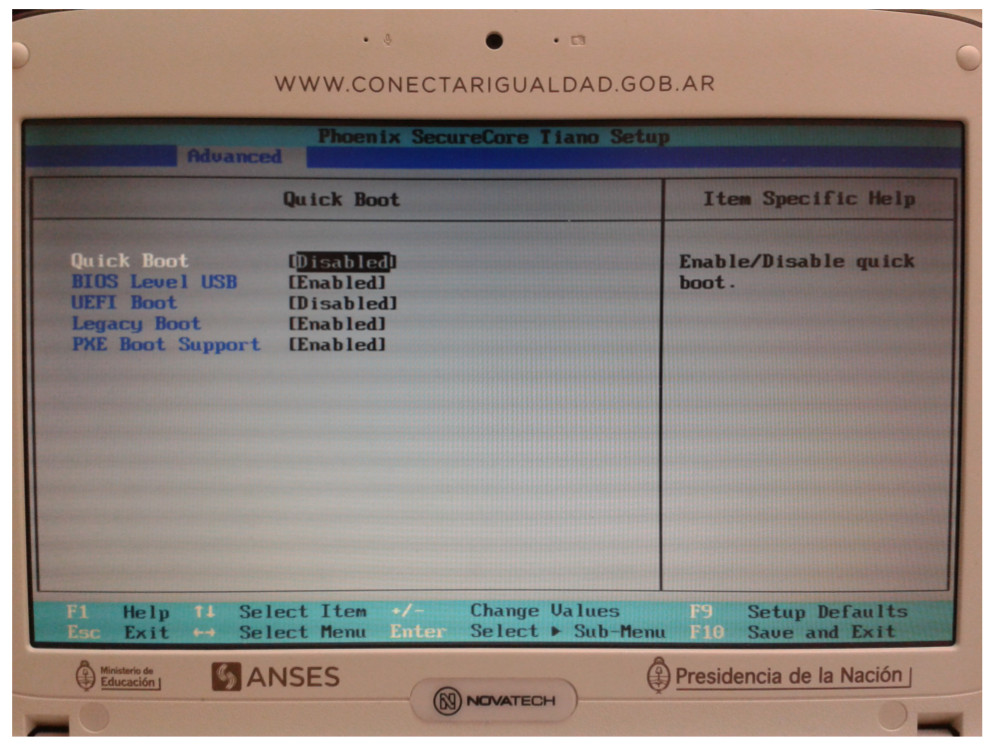 WWW.CONECTARIGUALDAD.GOB.AR
Phoenix SecureCore Tiano Setup
Advanced
Quick Boot
Item Specific Help
Quick Boot [Disabled]
BIOS Level USB [Enabled]
UEFI Boot [Disabled]
Legacy Boot [Enabled]
PXE Boot Support [Enabled]
Enable/Disable quick
boot.
F1 Help ↑↓ Select Item +/- Change Values F9 Setup Defaults
Esc Exit ←→ Select Menu Enter Select ▶ Sub-Menu F10 Save and Exit
Ministerio de
Educación
ANSES
Presidencia de la Nación
NOVATECH